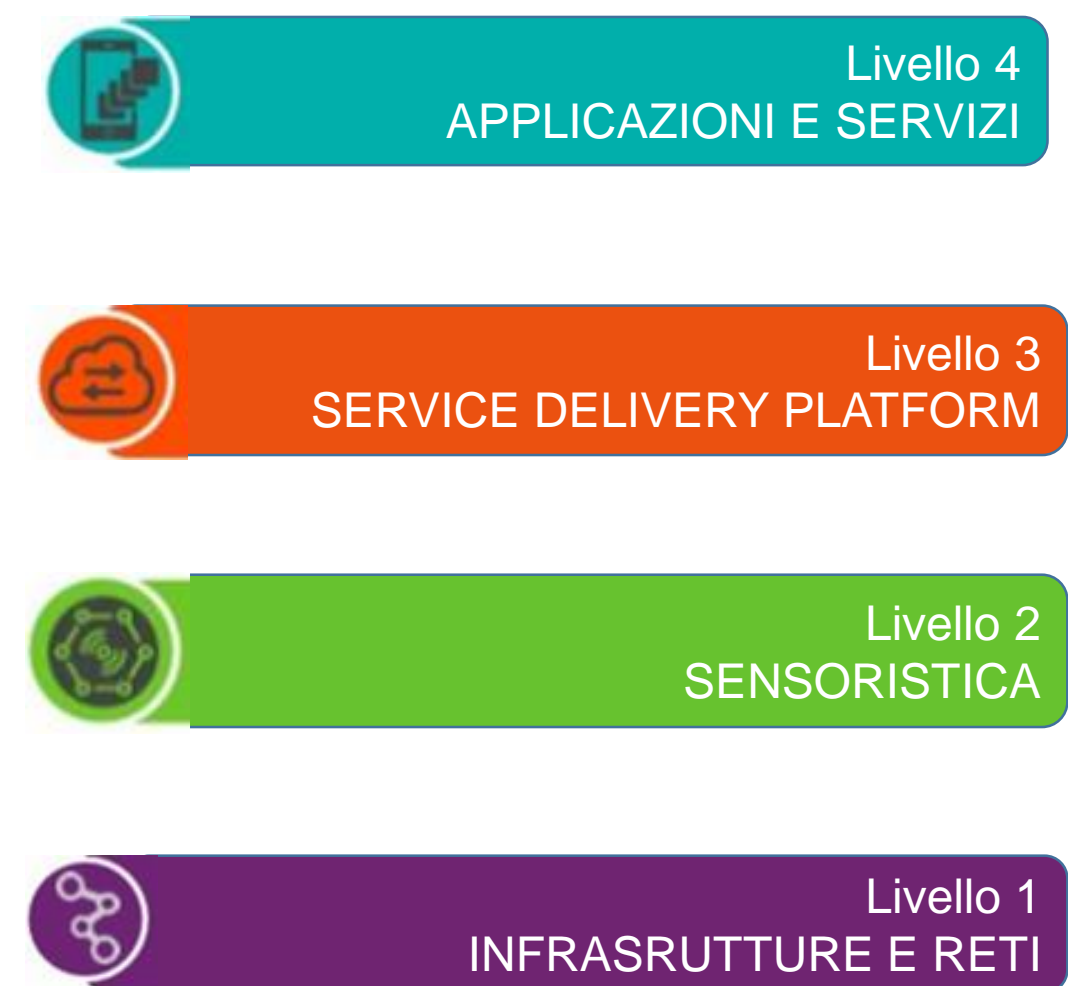 Livello 4
APPLICAZIONI E SERVIZI
Livello 3
SERVICE DELIVERY PLATFORM
Livello 2
SENSORISTICA
Livello 1
INFRASRUTTURE E RETI